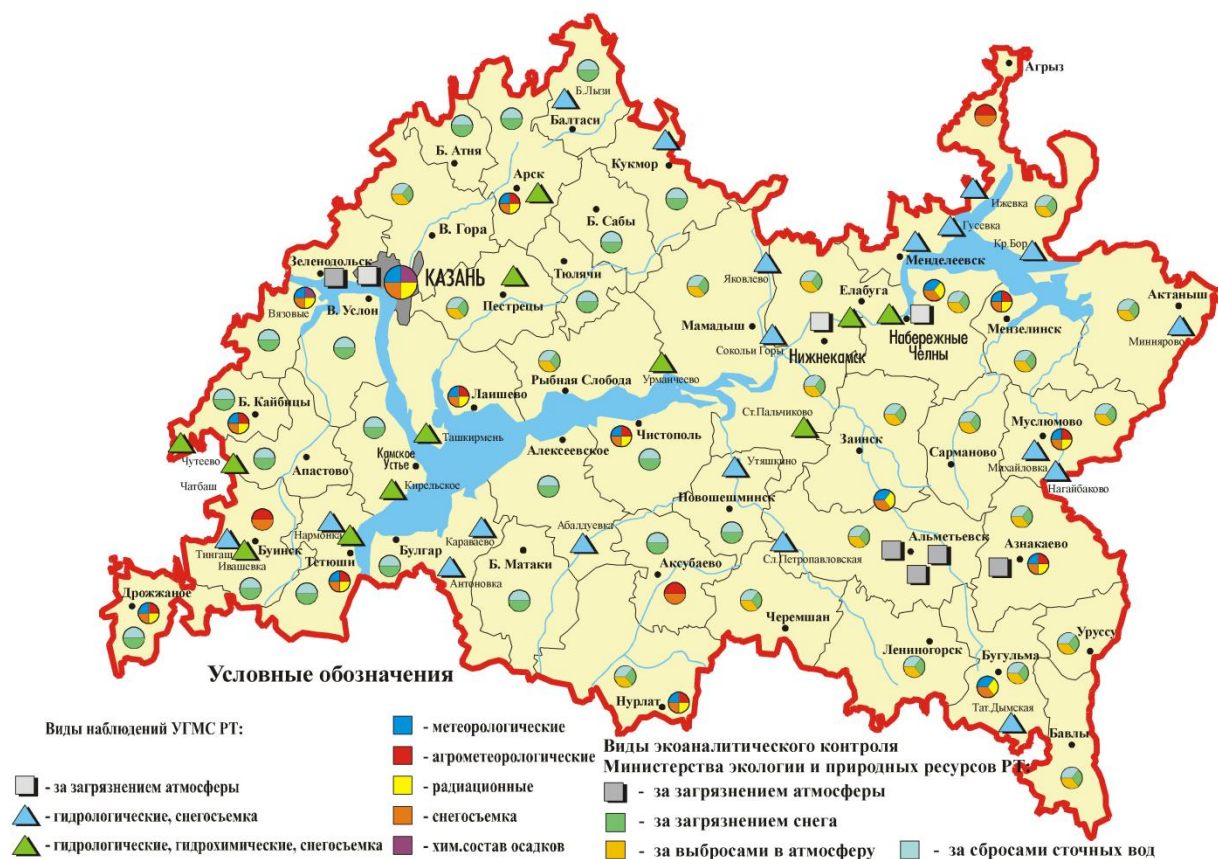 Агрыз
Б.Лызи
Балтаси
Б. Атня
Кукмор
Арск
Ижевка
Б. Сабы
Гусевка
В. Гора
Кр.Бор
Менделеевск
Зеленодольск
КАЗАНЬ
Тюлячи
Яковлево
Елабуга
Актаныш
Пестрецы
Вязовые
В. Услон
Мамадыш
Набережные
Челны
Мензелинск
Миннярово
Сокольи Горы
Нижнекамск
Рыбная Слобода
Урманчеево
Лаишево
Б. Кайбицы
Ст.Пальчиково
Муслюмово
Чистополь
Ташкирмень
Алексеевское
Заинск
Сарманово
Михайловка
Камское
Устье
Чутеево
Апастово
Утяшкино
Нагайбаково
Чатбаш
Кирельское
Новошешминск
Нармонка
Караваево
Абалдуевка
Альметьевск
Тингаш
Буинск
Булгар
Сл.Петропавловская
Азнакаево
Ивашевка
Тетюши
Б. Матаки
Аксубаево
Антоновка
Дрожжаное
Черемшан
Уруссу
Лениногорск
Бугульма
Нурлат
Тат.Дымская
Бавлы
Условные обозначения
Виды наблюдений УГМС РТ:
- за загрязнением атмосферы
- гидрологические, снегосъемка
- гидрологические, гидрохимические, снегосъемка
- метеорологические
- агрометеорологические
- радиационные
- снегосъемка
- хим.состав осадков
Виды экоаналитического контроля
Министерства экологии и природных ресурсов РТ:
- за загрязнением атмосферы
- за загрязнением снега
- за выбросами в атмосферу
- за сбросами сточных вод